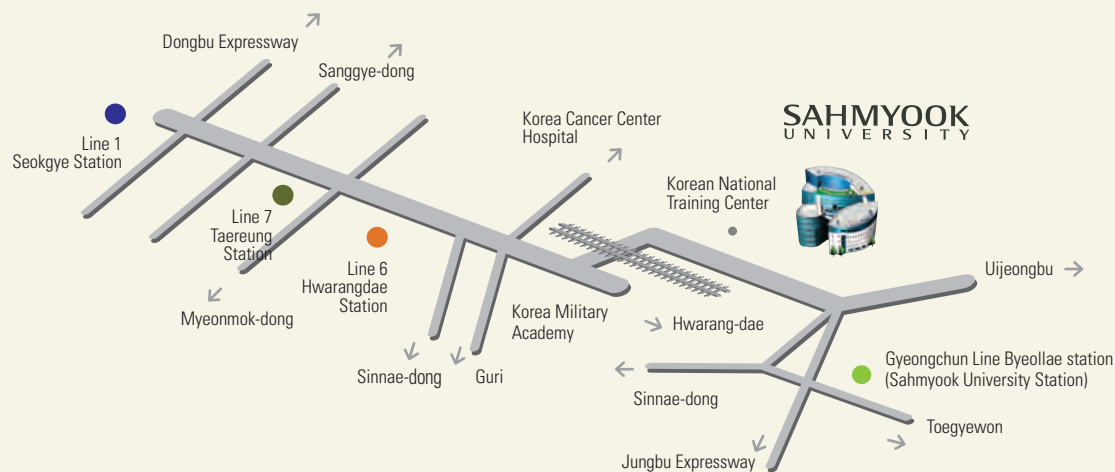 Dongbu Expressway
Sanggye-dong
Line 1
Seokgye Station
Korea Cancer Center
Hospital
SAHMYOOK
UNIVERSITY
Korean National
Training Center
Line 7
Taereung
Station
Line 6
Hwarangdae
Station
Uijeongbu
Myeonmok-dong
Korea Military
Academy
Hwarang-dae
Sinnae-dong
Guri
Gyeongchun Line Byeollae station
(Sahmyook University Station)
Sinnae-dong
Toegyewon
Jungbu Expressway